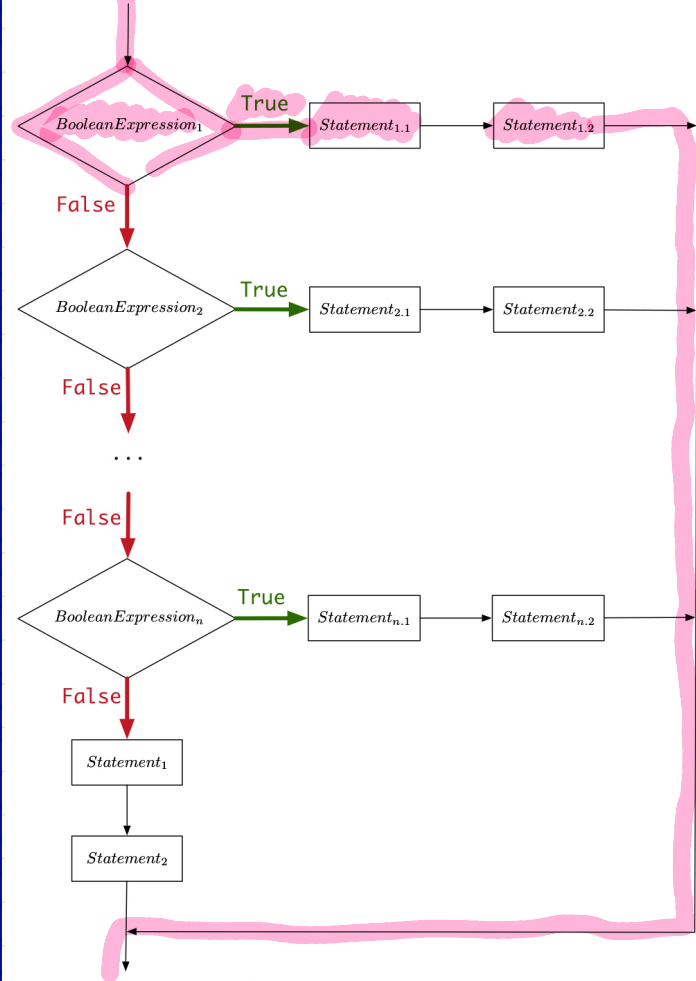 True
BooleanExpression₁ Statement₁.₁ Statement₁.₂
False
True
BooleanExpression₂ Statement₂.₁ Statement₂.₂
False
...
False
True
BooleanExpressionₙ Statementₙ.₁ Statementₙ.₂
False
Statement₁
Statement₂